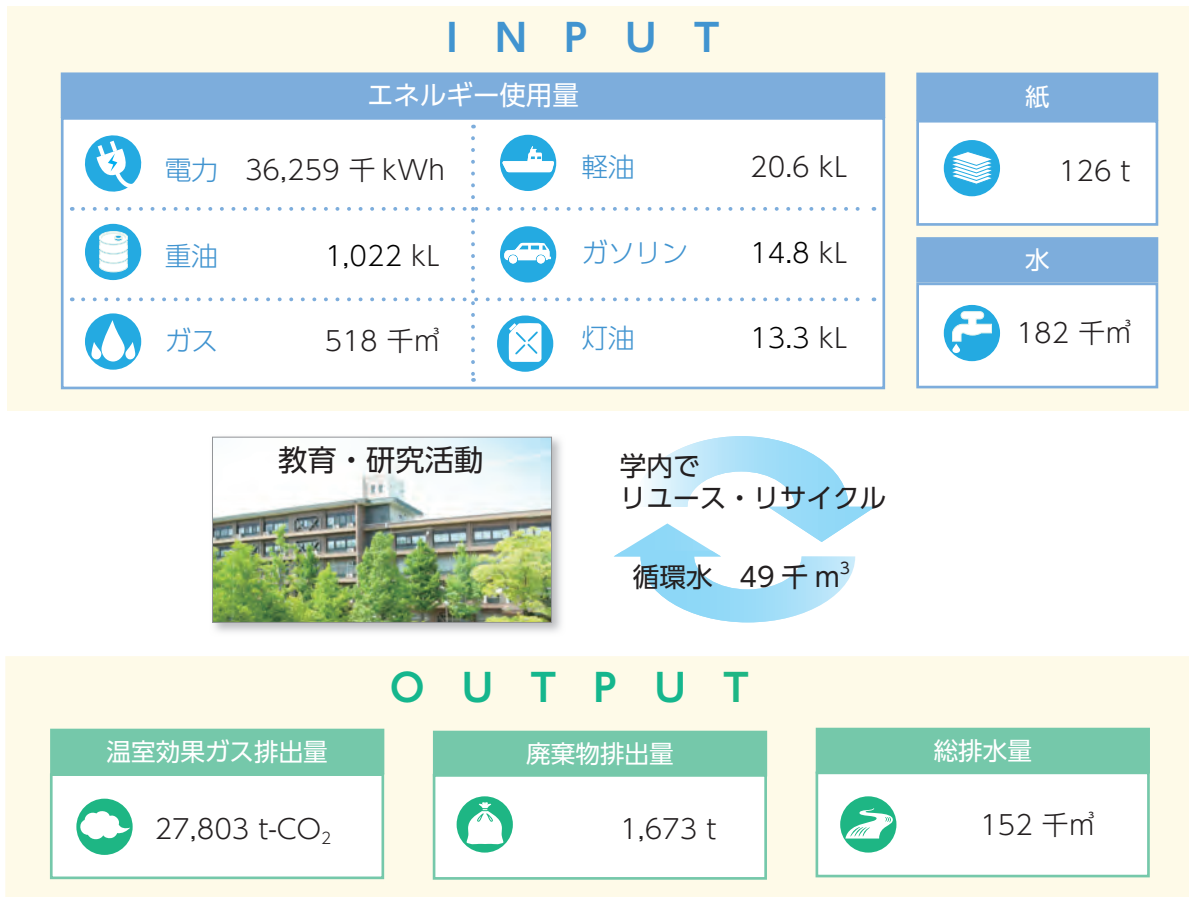 INPUT
エネルギー使用量
電力 36,259 千 kWh
軽油 20.6 kL
重油 1,022 kL
ガソリン 14.8 kL
ガス 518 千㎥
灯油 13.3 kL
紙
126 t
水
182 千㎥
教育・研究活動
学内で
リユース・リサイクル
循環水 49 千 m³
OUTPUT
温室効果ガス排出量
27,803 t-CO₂
廃棄物排出量
1,673 t
総排水量
152 千㎥